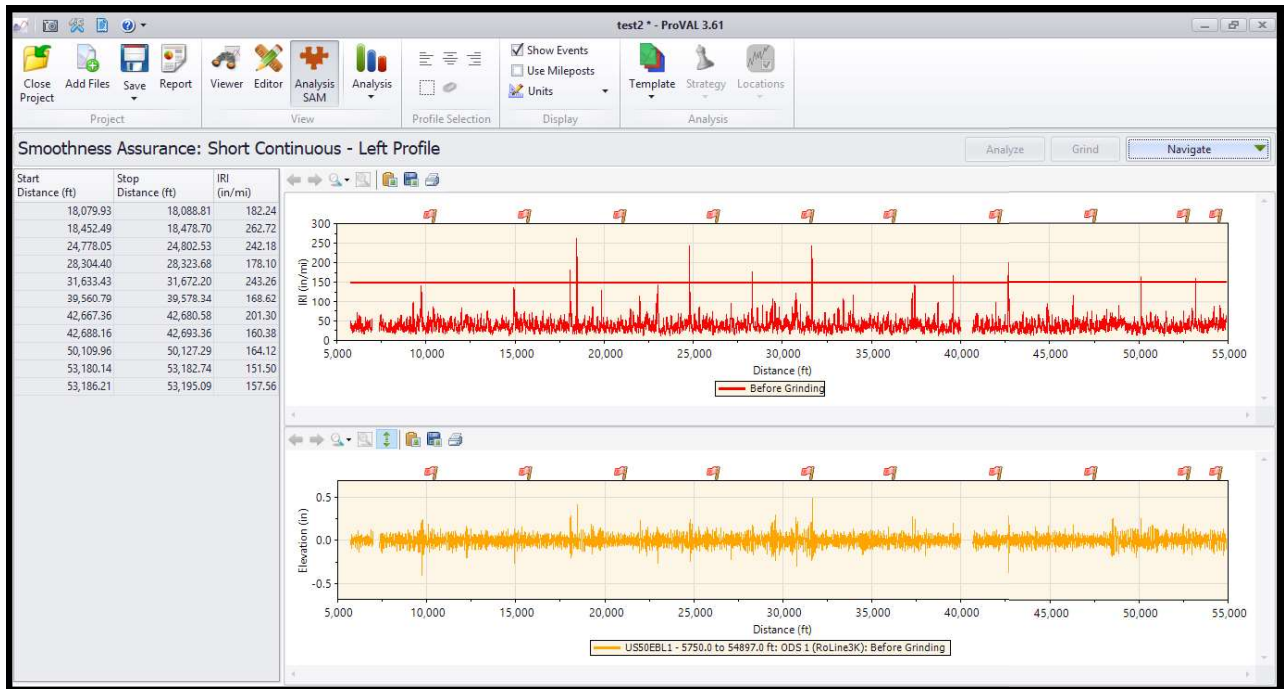 test2 * - ProVAL 3.61
Close Project
Add Files
Save
Report
Viewer
Editor
Analysis SAM
Analysis
Show Events
Use Mileposts
Units
Template
Strategy
Locations
Project
View
Profile Selection
Display
Analysis
Smoothness Assurance: Short Continuous - Left Profile
Analyze
Grind
Navigate
Start Distance (ft) Stop Distance (ft) IRI (in/mi)
18,079.93 18,088.81 182.24
18,452.49 18,478.70 262.72
24,778.05 24,802.53 242.18
28,304.40 28,323.68 178.10
31,633.43 31,672.20 243.26
39,560.79 39,578.34 168.62
42,667.36 42,680.58 201.30
42,688.16 42,693.36 160.38
50,109.96 50,127.29 164.12
53,180.14 53,182.74 151.50
53,186.21 53,195.09 157.56
IRI (in/mi)
300
250
200
150
100
50
0
5,000 10,000 15,000 20,000 25,000 30,000 35,000 40,000 45,000 50,000 55,000
Distance (ft)
Before Grinding
Elevation (in)
0.5
0.0
-0.5
5,000 10,000 15,000 20,000 25,000 30,000 35,000 40,000 45,000 50,000 55,000
Distance (ft)
US50EBL1 - 5750.0 to 54897.0 ft: ODS 1 (RoLine3K): Before Grinding